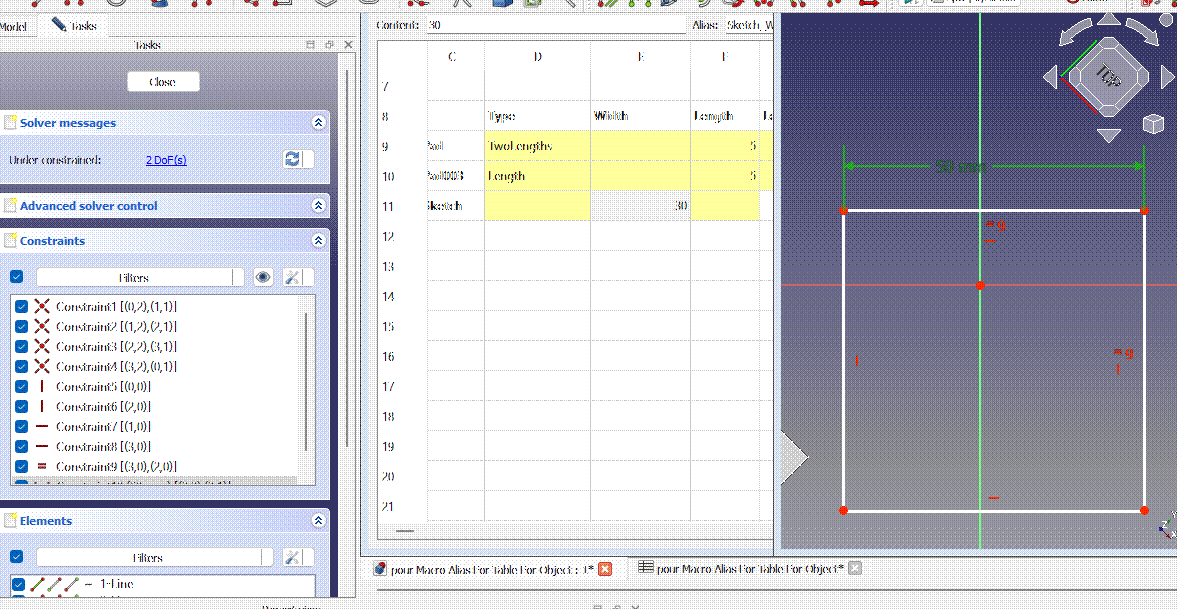 Model
Tasks
Tasks
Close
Solver messages
Under constrained:
2 DoF(s)
Advanced solver control
Constraints
Filters
Constraint1 [(0,2),(1,1)]
Constraint2 [(1,2),(2,1)]
Constraint3 [(2,2),(3,1)]
Constraint4 [(3,2),(0,1)]
Constraint5 [(0,0)]
Constraint6 [(2,0)]
Constraint7 [(1,0)]
Constraint8 [(3,0)]
Constraint9 [(3,0),(2,0)]
Elements
Filters
1-Line
Content: 30
Alias: Sketch_W
C D E F
7
8 Type Width Length
9 Pad TwoLengths 5
10 Pad003 Length 5
11 Sketch 30
12
13
14
15
16
17
18
19
20
21
pour Macro Alias For Table For Object : 1*
pour Macro Alias For Table For Object*
TOP
mm
9
9
Z